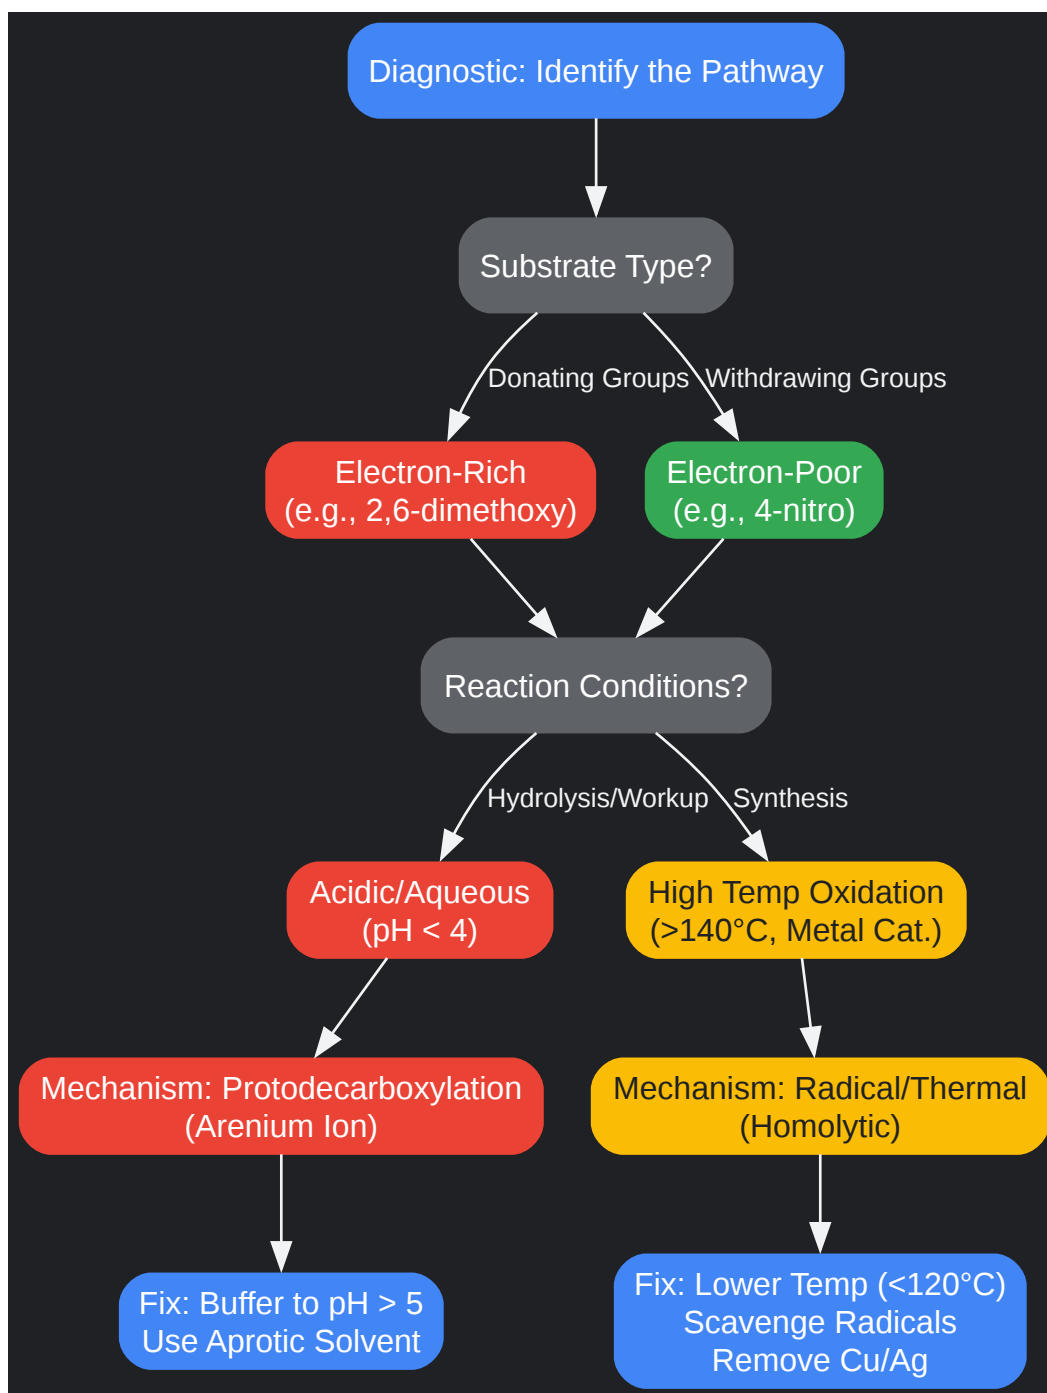 Diagnostic: Identify the Pathway
Substrate Type?
Donating Groups
Withdrawing Groups
Electron-Rich
(e.g., 2,6-dimethoxy)
Electron-Poor
(e.g., 4-nitro)
Reaction Conditions?
Hydrolysis/Workup
Synthesis
Acidic/Aqueous
(pH < 4)
High Temp Oxidation
(>140°C, Metal Cat.)
Mechanism: Protodecarboxylation
(Arenium Ion)
Mechanism: Radical/Thermal
(Homolytic)
Fix: Buffer to pH > 5
Use Aprotic Solvent
Fix: Lower Temp (<120°C)
Scavenge Radicals
Remove Cu/Ag